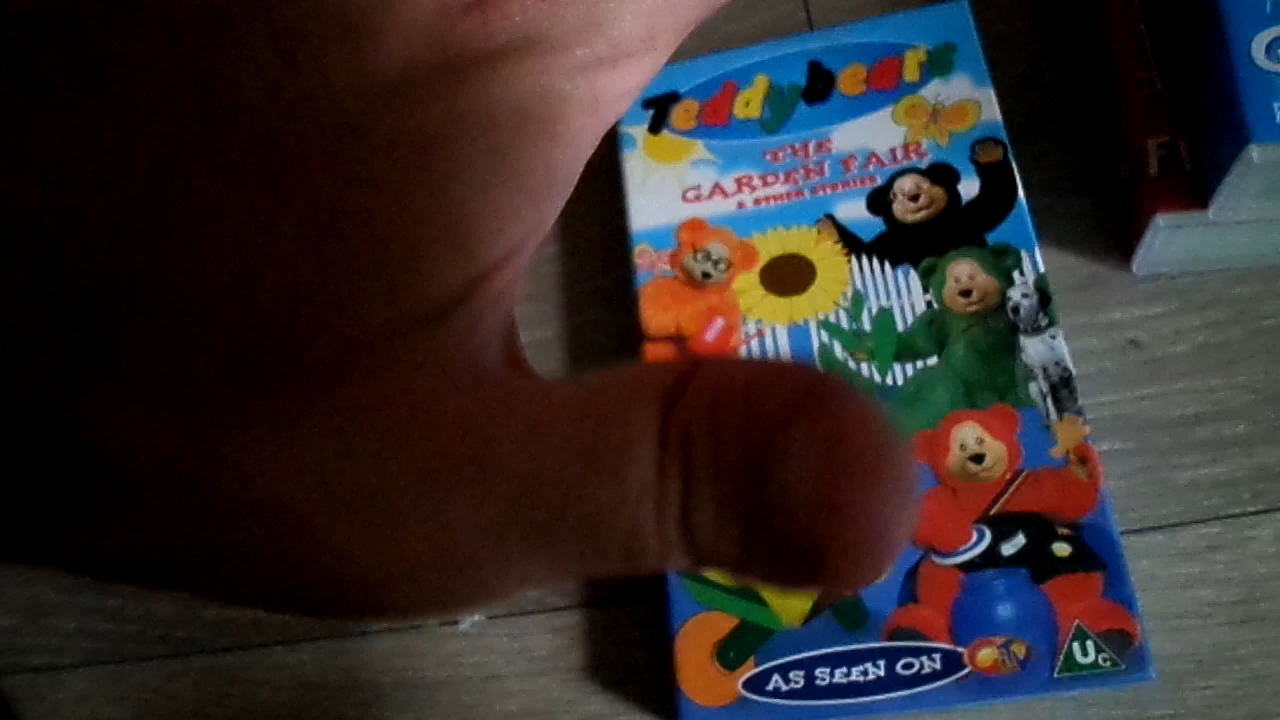 Teddybears
THE
GARDEN FAIR
& OTHER STORIES
AS SEEN ON
Uc